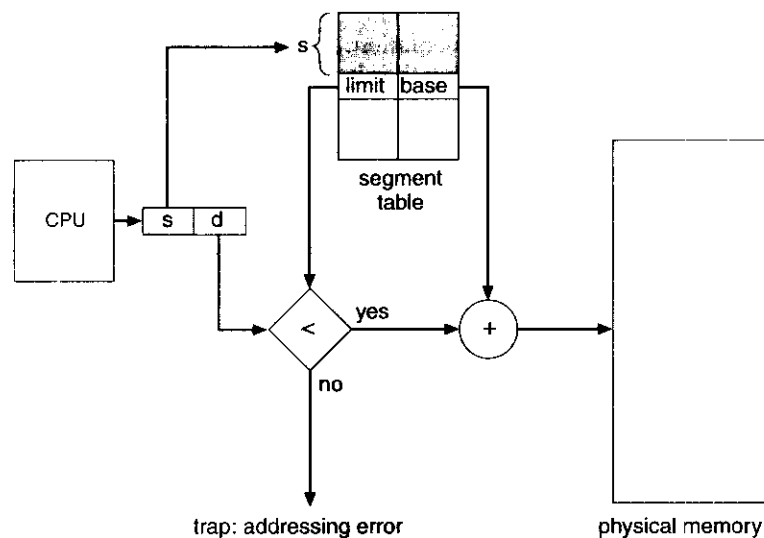 s
limit base
segment
table
CPU
s d
<
yes
+
no
trap: addressing error
physical memory